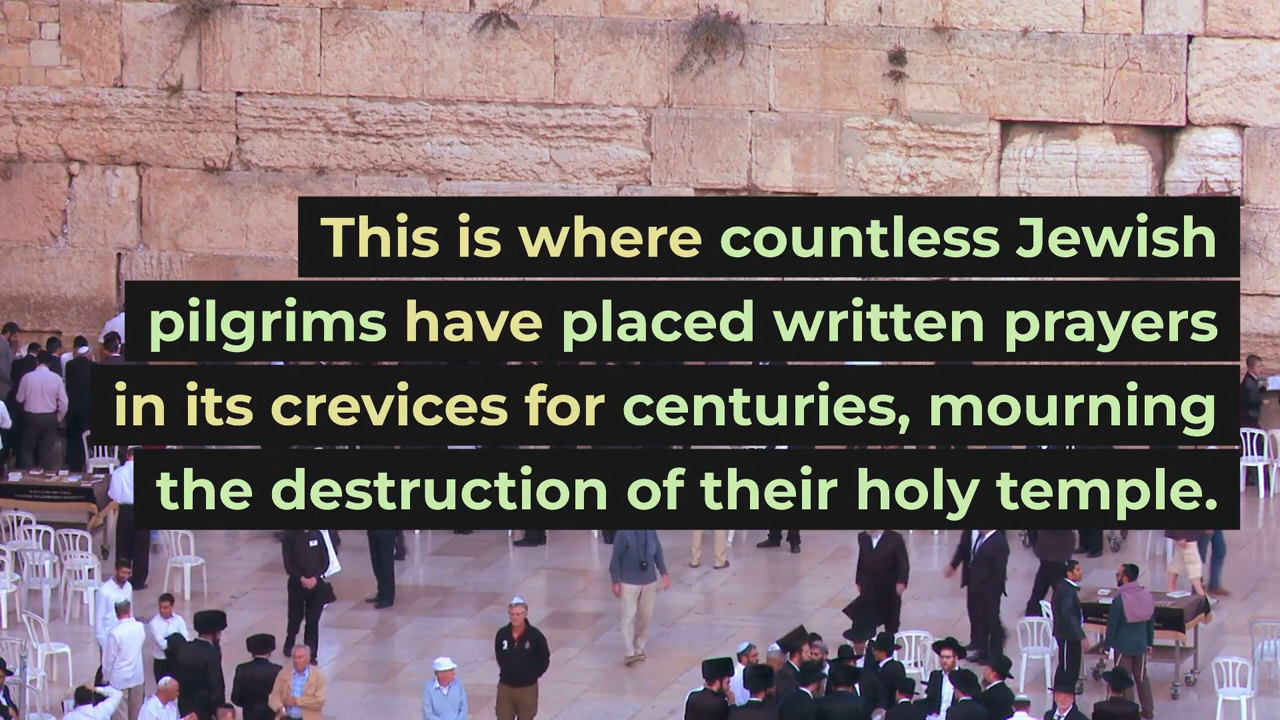 This is where countless Jewish
pilgrims have placed written prayers
in its crevices for centuries, mourning
the destruction of their holy temple.